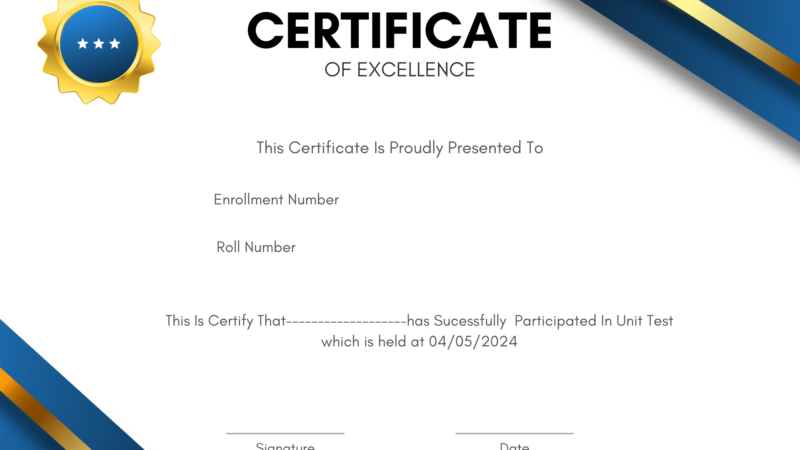 CERTIFICATE
OF EXCELLENCE
This Certificate Is Proudly Presented To
Enrollment Number
Roll Number
This Is Certify That-------------------has Sucessfully Participated In Unit Test
which is held at 04/05/2024
Signature
Date